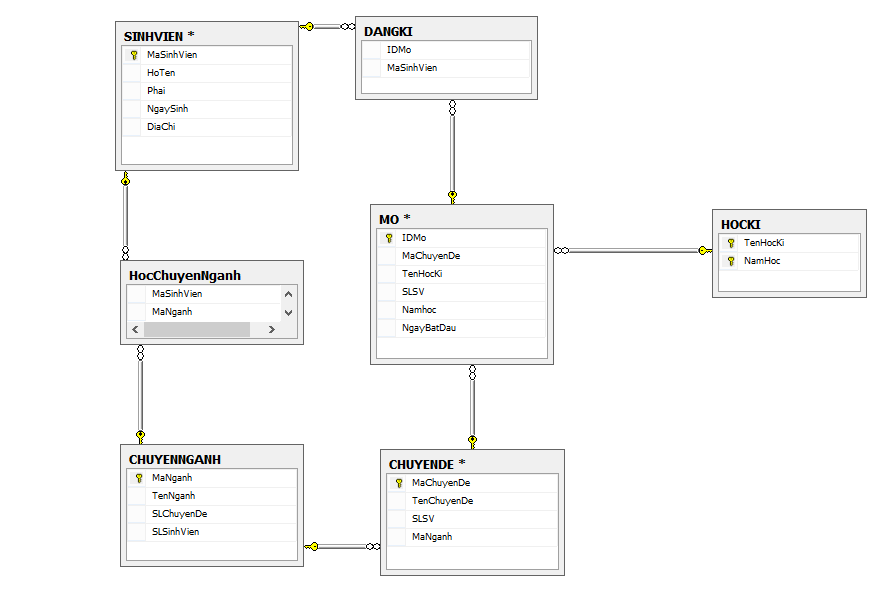 SINHVIEN *
MaSinhVien
HoTen
Phai
NgaySinh
DiaChi
DANGKI
IDMo
MaSinhVien
MO *
IDMo
MaChuyenDe
TenHocKi
SLSV
Namhoc
NgayBatDau
HOCKI
TenHocKi
NamHoc
HocChuyenNganh
MaSinhVien
MaNganh
CHUYENNGANH
MaNganh
TenNganh
SLChuyenDe
SLSinhVien
CHUYENDE *
MaChuyenDe
TenChuyenDe
SLSV
MaNganh